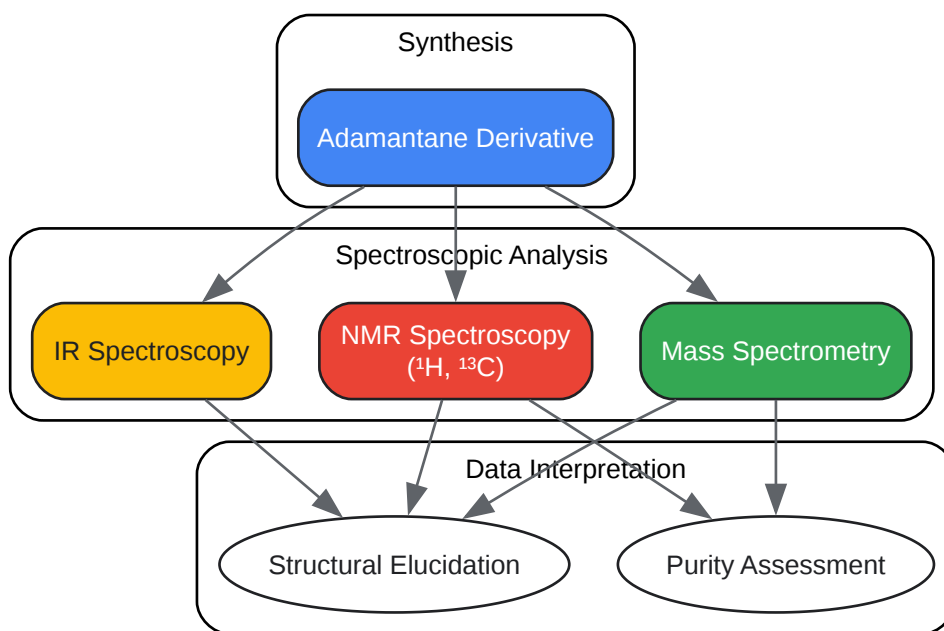 Synthesis
Adamantane Derivative
Spectroscopic Analysis
IR Spectroscopy
NMR Spectroscopy
(¹H, ¹³C)
Mass Spectrometry
Data Interpretation
Structural Elucidation
Purity Assessment